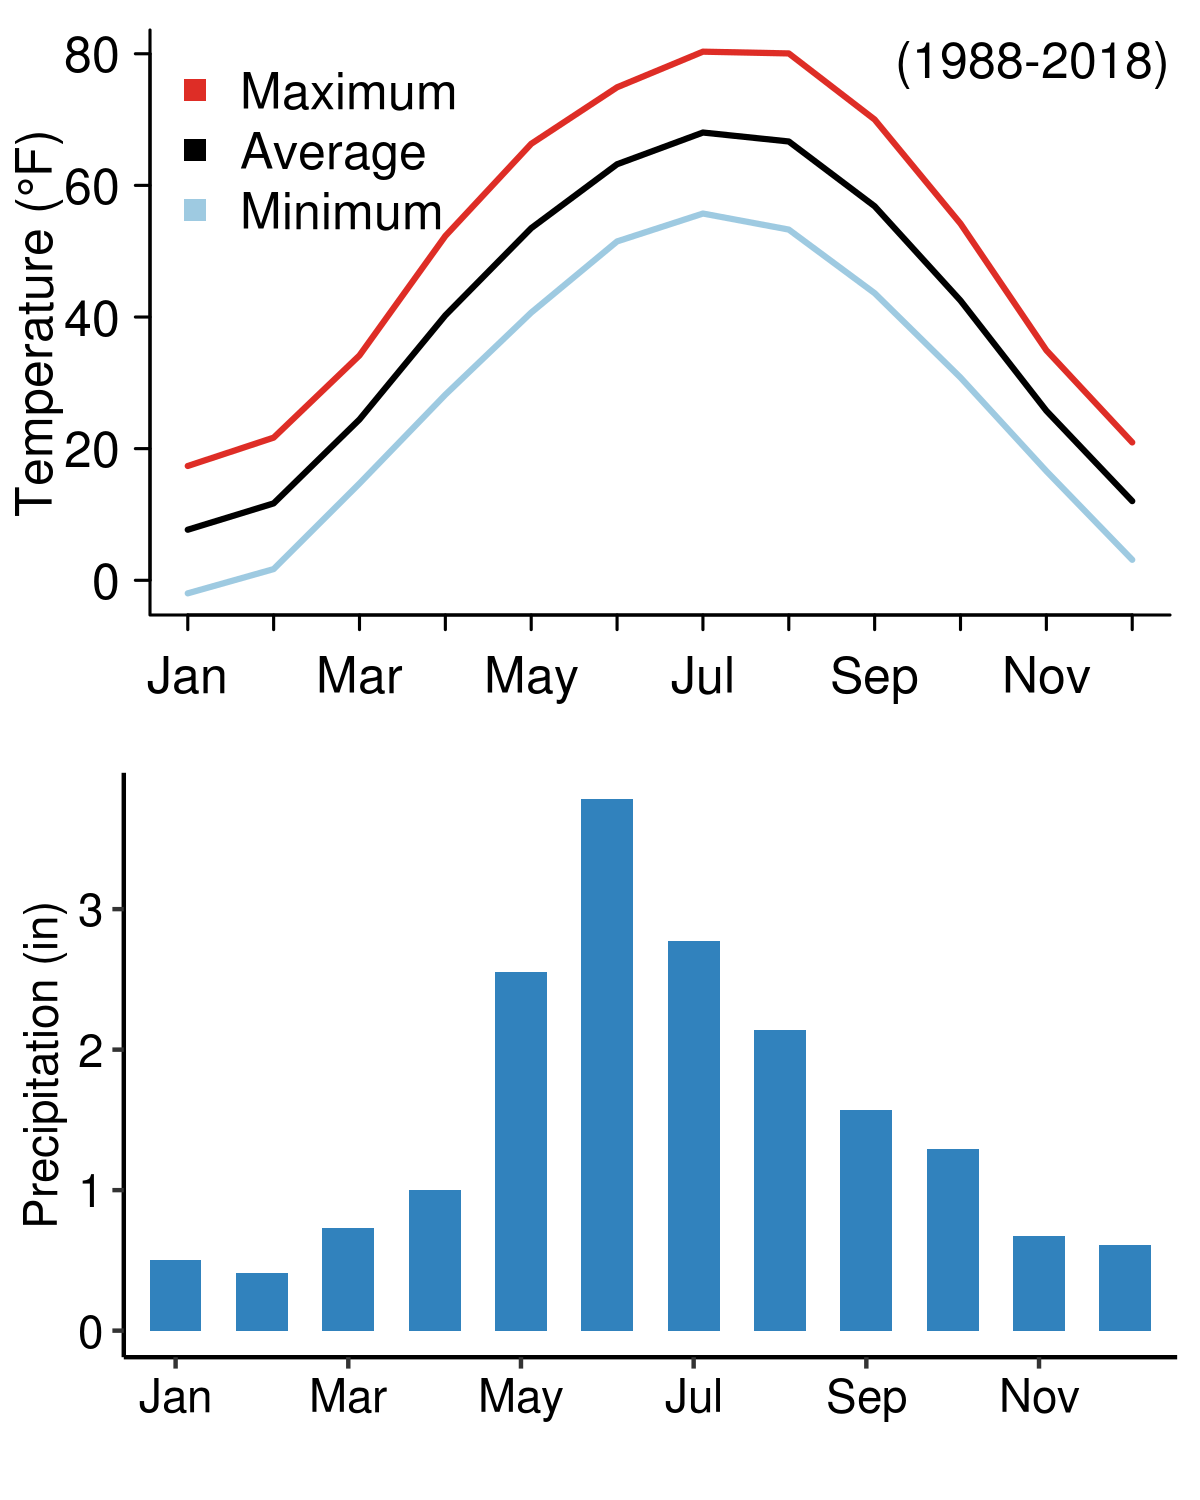 (1988-2018)
Maximum
Average
Minimum
Temperature (°F)
80
60
40
20
0
Jan Mar May Jul Sep Nov
Precipitation (in)
3
2
1
0
Jan Mar May Jul Sep Nov